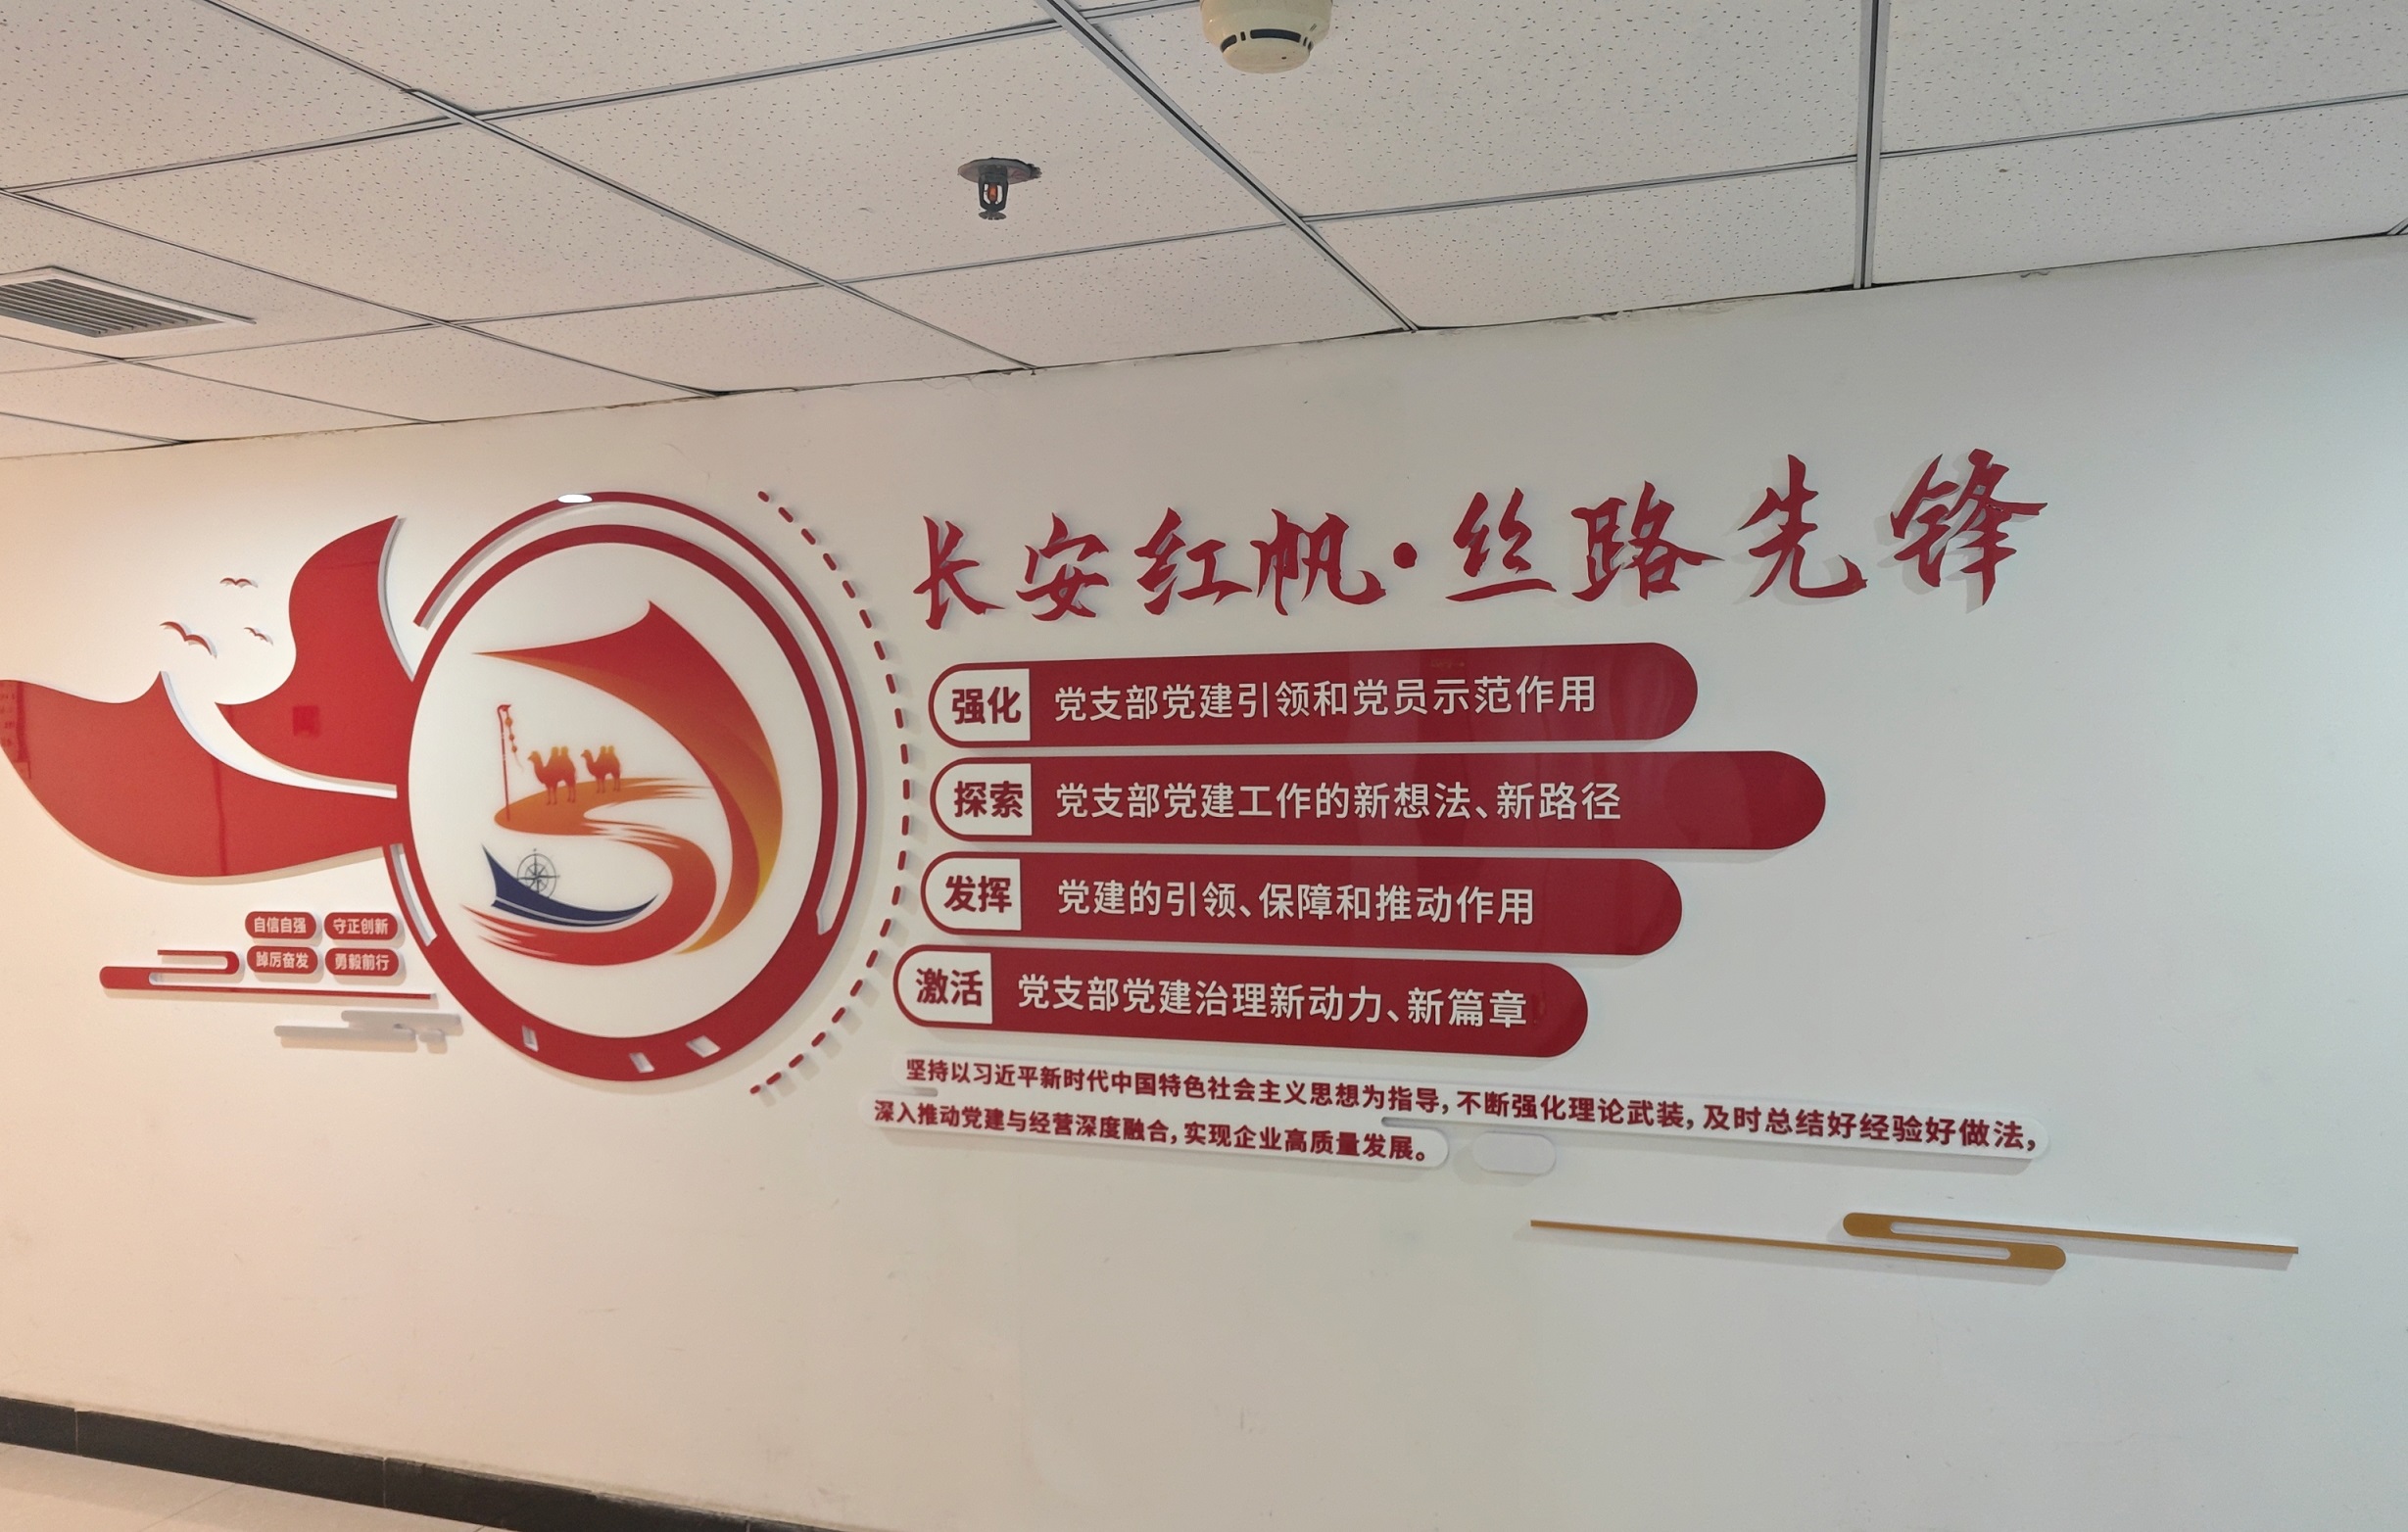 长安红帆·丝路先锋
强化 党支部党建引领和党员示范作用
探索 党支部党建工作的新想法、新路径
发挥 党建的引领、保障和推动作用
激活 党支部党建治理新动力、新篇章
坚持以习近平新时代中国特色社会主义思想为指导，不断强化理论武装，及时总结好经验好做法，
深入推动党建与经营深度融合，实现企业高质量发展。
自信自强 守正创新
踔厉奋发 勇毅前行